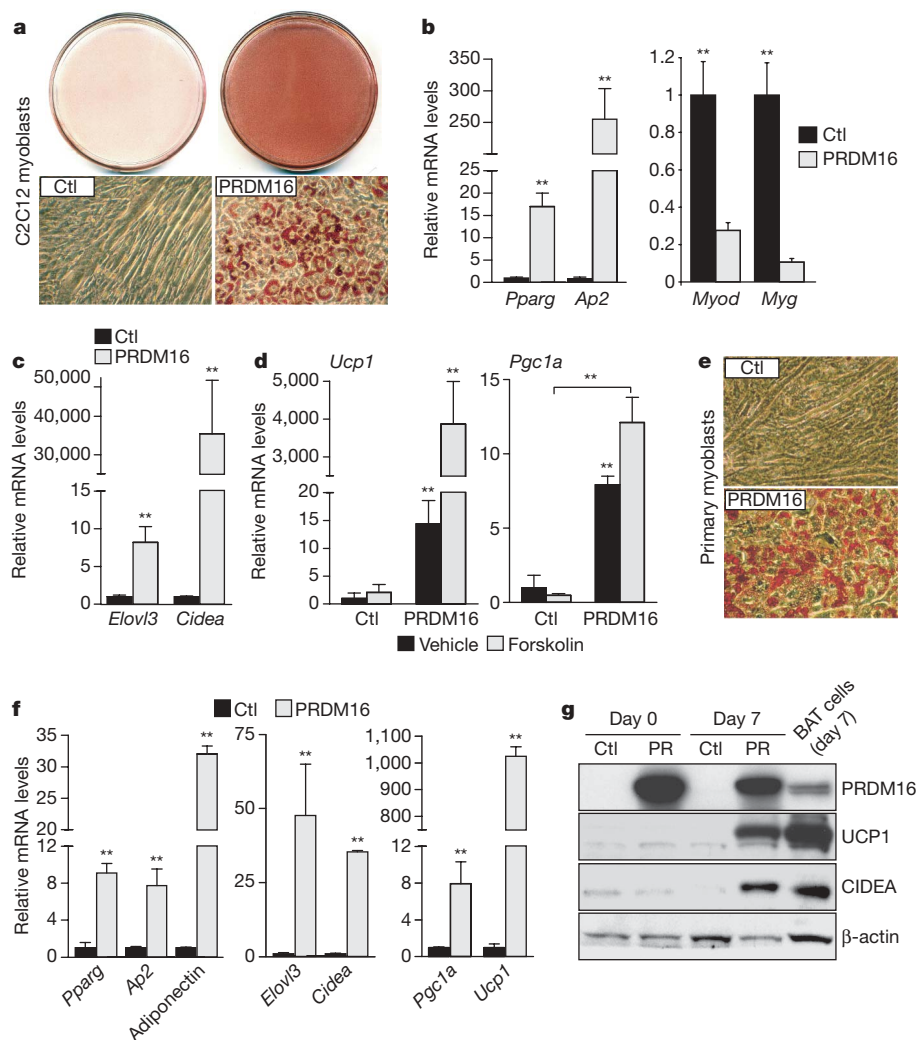 a
C2C12 myoblasts
Ctl
PRDM16
b
Relative mRNA levels
350
250
150
50
25
20
15
10
5
0
**
**
Pparg
Ap2
1.2
1
0.8
0.6
0.4
0.2
0
**
**
Myod
Myg
Ctl
PRDM16
c
Ctl
PRDM16
Relative mRNA levels
50,000
40,000
30,000
15
10
5
0
**
**
Elovl3
Cidea
d
Ucp1
5,000
4,000
3,000
20
15
10
5
0
**
**
Ctl
PRDM16
Pgc1a
15
10
5
0
**
**
Ctl
PRDM16
Vehicle
Forskolin
e
Primary myoblasts
Ctl
PRDM16
f
Ctl
PRDM16
Relative mRNA levels
35
30
25
20
12
8
4
0
**
**
**
Pparg
Ap2
Adiponectin
75
50
25
0
**
**
Elovl3
Cidea
1,100
1,000
900
800
12
8
4
0
**
**
Pgc1a
Ucp1
g
Day 0
Day 7
BAT cells
(day 7)
Ctl
PR
Ctl
PR
PRDM16
UCP1
CIDEA
β-actin